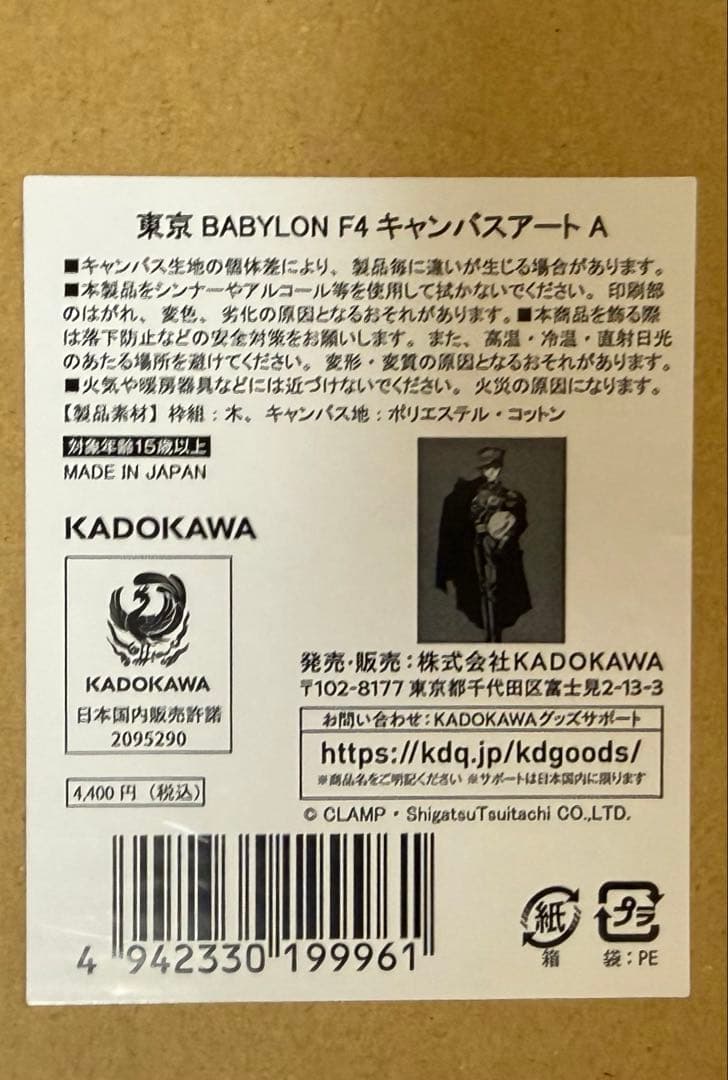 東京 BABYLON F4 キャンバスアート A
■キャンバス生地の個体差により、製品毎に違いが生じる場合があります。
■本製品をシンナーやアルコール等を使用して拭かないでください。印刷部
のはがれ、変色、劣化の原因となるおそれがあります。■本商品を飾る際
は落下防止などの安全対策をお願いします。また、高温・冷温・直射日光
のあたる場所を避けてください。変形・変質の原因となるおそれがあります。
■火気や暖房器具などには近づけないでください。火災の原因になります。
【製品素材】枠組：木、キャンバス地：ポリエステル・コットン
対象年齢15歳以上
MADE IN JAPAN
KADOKAWA
KADOKAWA
日本国内販売許諾
2095290
4,400円（税込）
発売・販売：株式会社KADOKAWA
〒102-8177 東京都千代田区富士見2-13-3
お問い合わせ：KADOKAWAグッズサポート
https://kdq.jp/kdgoods/
※商品名をご明記ください ※サポートは日本国内に限ります
© CLAMP・ShigatsuTsuitachi CO.,LTD.
4 942330 199961
紙
箱
プラ
袋：PE